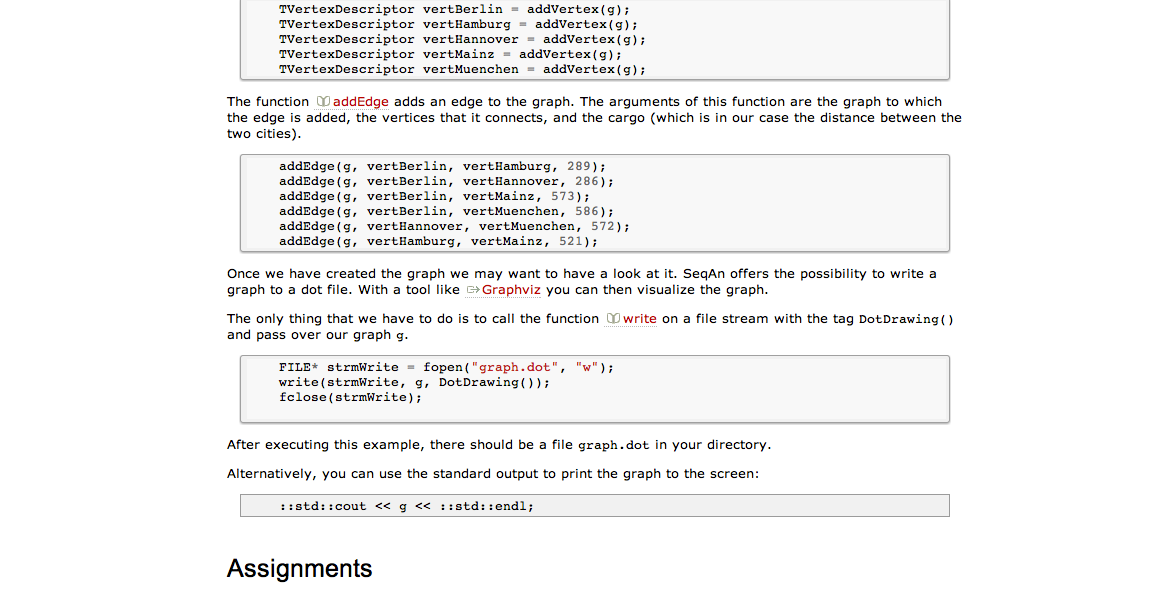 TVertexDescriptor vertBerlin = addVertex(g);
TVertexDescriptor vertHamburg = addVertex(g);
TVertexDescriptor vertHannover = addVertex(g);
TVertexDescriptor vertMainz = addVertex(g);
TVertexDescriptor vertMuenchen = addVertex(g);
The function addEdge adds an edge to the graph. The arguments of this function are the graph to which
the edge is added, the vertices that it connects, and the cargo (which is in our case the distance between the
two cities).
addEdge(g, vertBerlin, vertHamburg, 289);
addEdge(g, vertBerlin, vertHannover, 286);
addEdge(g, vertBerlin, vertMainz, 573);
addEdge(g, vertBerlin, vertMuenchen, 586);
addEdge(g, vertHannover, vertMuenchen, 572);
addEdge(g, vertHamburg, vertMainz, 521);
Once we have created the graph we may want to have a look at it. SeqAn offers the possibility to write a
graph to a dot file. With a tool like Graphviz you can then visualize the graph.
The only thing that we have to do is to call the function write on a file stream with the tag DotDrawing()
and pass over our graph g.
FILE* strmWrite = fopen("graph.dot", "w");
write(strmWrite, g, DotDrawing());
fclose(strmWrite);
After executing this example, there should be a file graph.dot in your directory.
Alternatively, you can use the standard output to print the graph to the screen:
::std::cout << g << ::std::endl;
Assignments